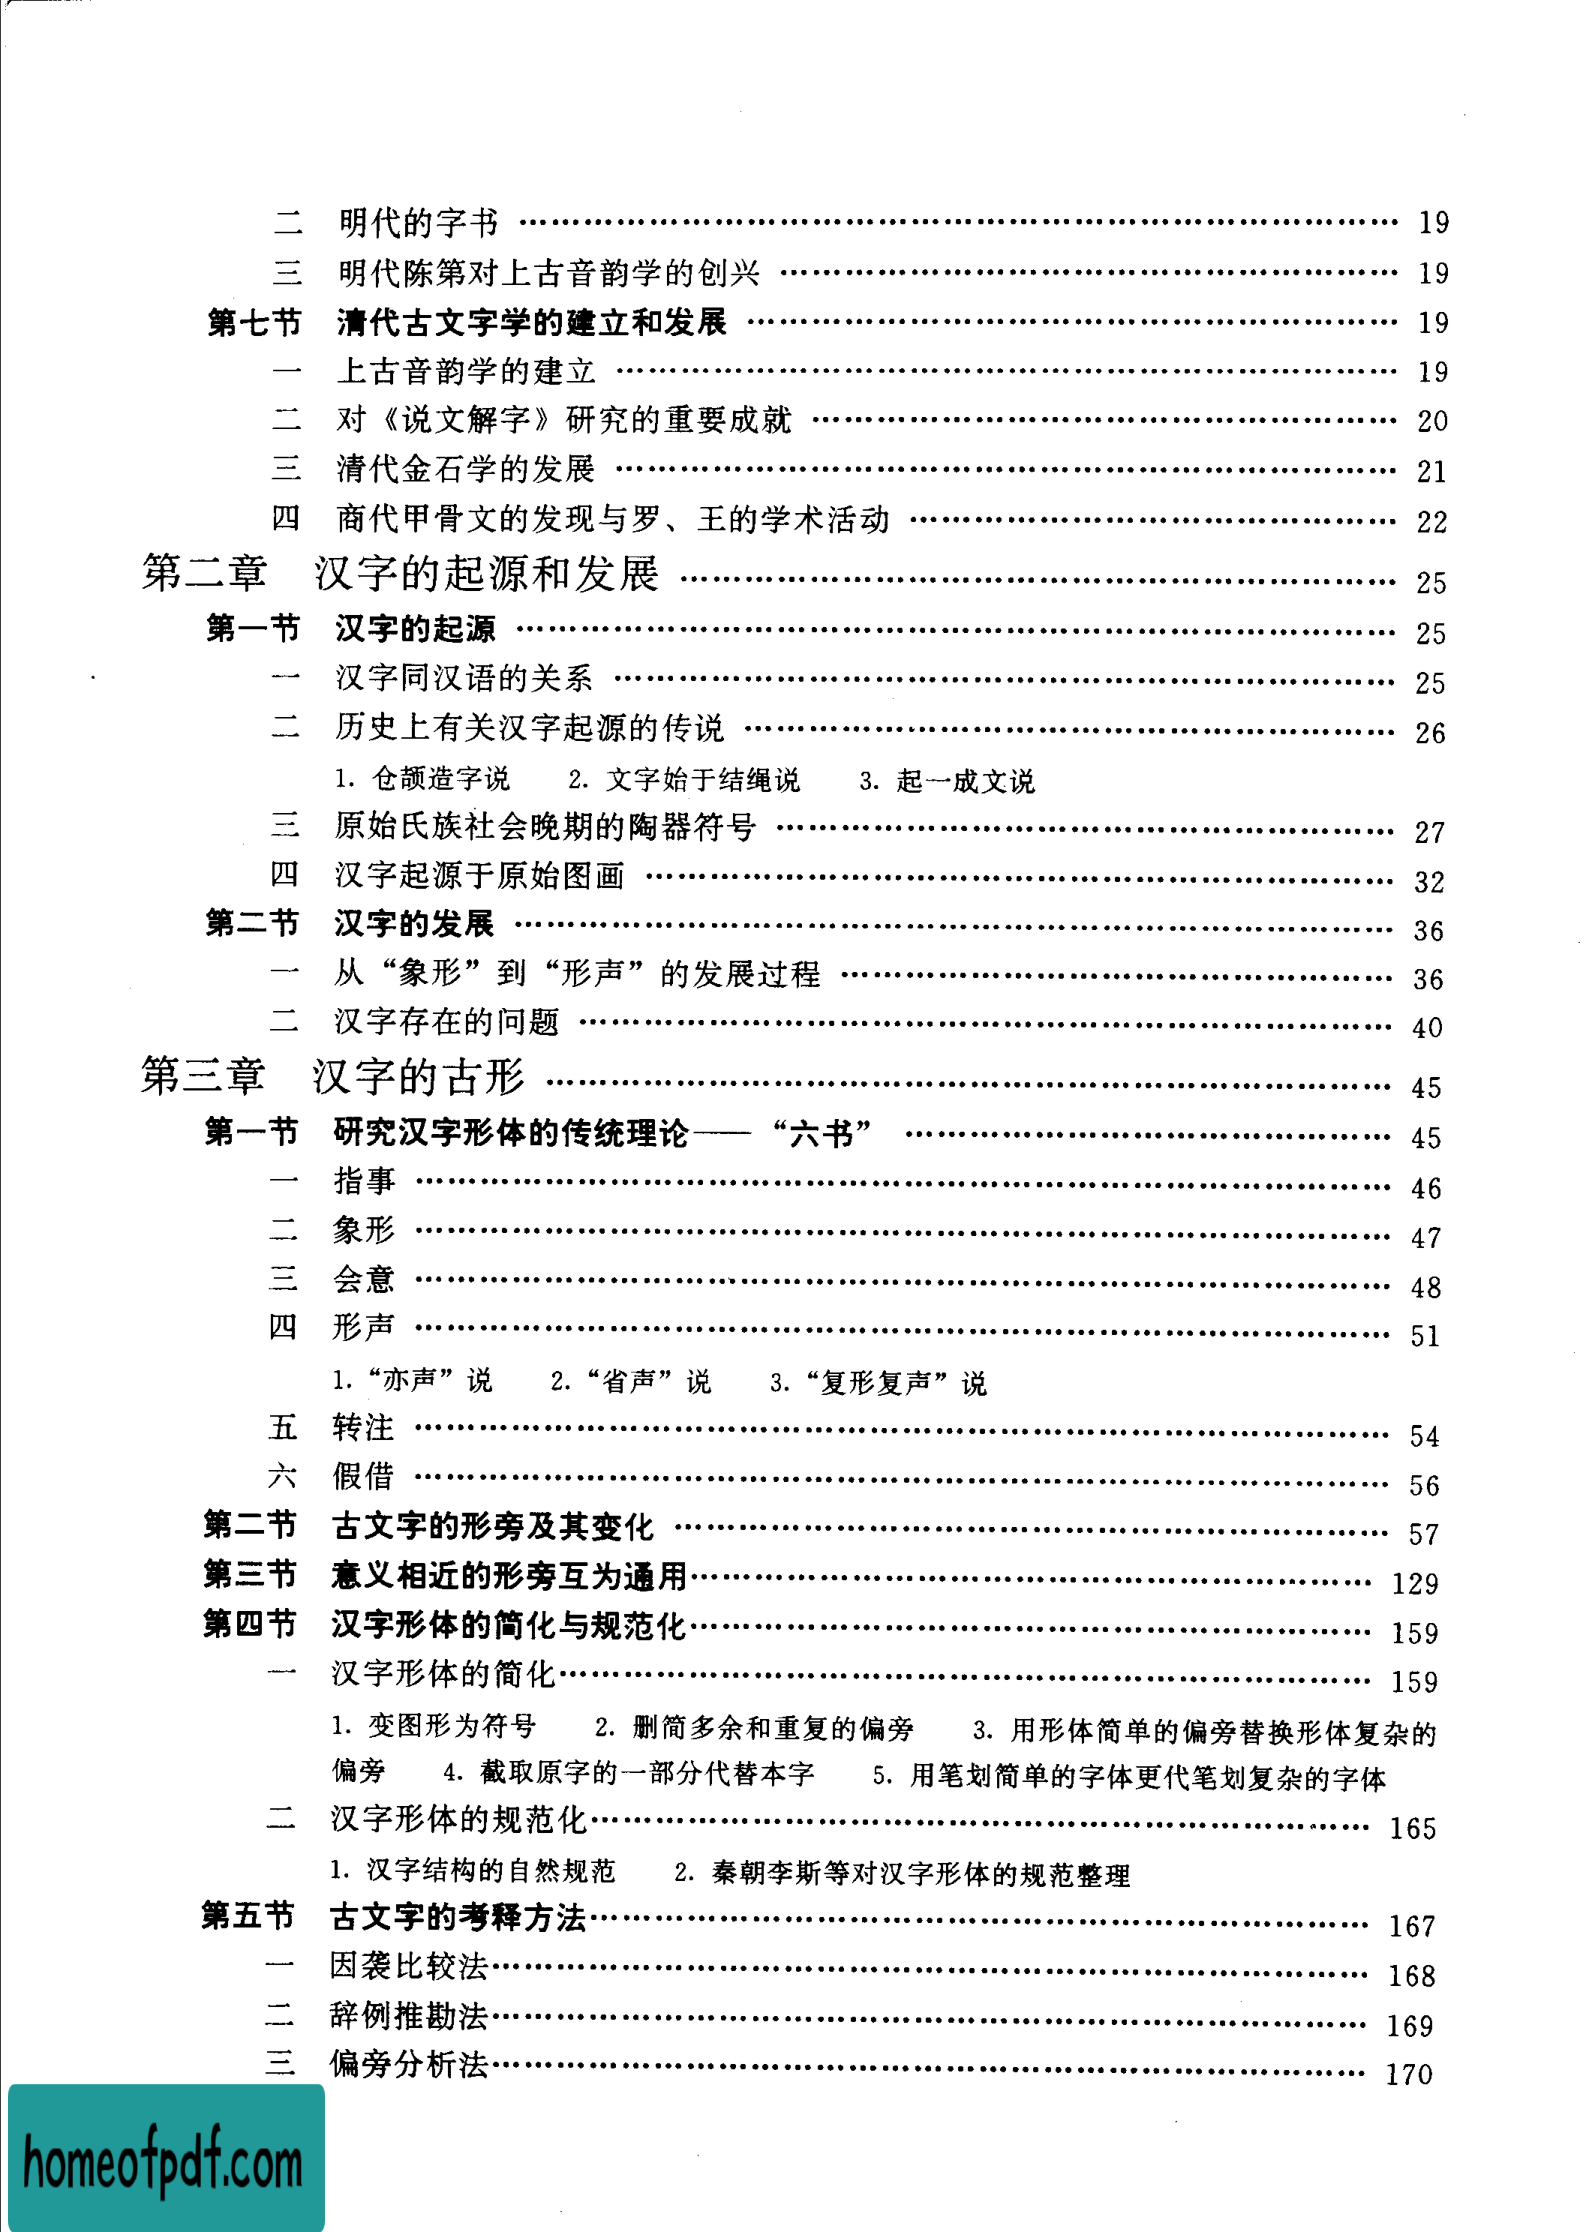 二 明代的字书 …… 19
三 明代陈第对上古音韵学的创兴 …… 19
第七节 清代古文字学的建立和发展 …… 19
一 上古音韵学的建立 …… 19
二 对《说文解字》研究的重要成就 …… 20
三 清代金石学的发展 …… 21
四 商代甲骨文的发现与罗、王的学术活动 …… 22
第二章 汉字的起源和发展 …… 25
第一节 汉字的起源 …… 25
一 汉字同汉语的关系 …… 25
二 历史上有关汉字起源的传说 …… 26
1. 仓颉造字说 2. 文字始于结绳说 3. 起一成文说
三 原始氏族社会晚期的陶器符号 …… 27
四 汉字起源于原始图画 …… 32
第二节 汉字的发展 …… 36
一 从“象形”到“形声”的发展过程 …… 36
二 汉字存在的问题 …… 40
第三章 汉字的古形 …… 45
第一节 研究汉字形体的传统理论——“六书” …… 45
一 指事 …… 46
二 象形 …… 47
三 会意 …… 48
四 形声 …… 51
1. “亦声”说 2. “省声”说 3. “复形复声”说
五 转注 …… 54
六 假借 …… 56
第二节 古文字的形旁及其变化 …… 57
第三节 意义相近的形旁互为通用 …… 129
第四节 汉字形体的简化与规范化 …… 159
一 汉字形体的简化 …… 159
1. 变图形为符号 2. 删简多余和重复的偏旁 3. 用形体简单的偏旁替换形体复杂的
偏旁 4. 截取原字的一部分代替本字 5. 用笔划简单的字体更代笔划复杂的字体
二 汉字形体的规范化 …… 165
1. 汉字结构的自然规范 2. 秦朝李斯等对汉字形体的规范整理
第五节 古文字的考释方法 …… 167
一 因袭比较法 …… 168
二 辞例推勘法 …… 169
三 偏旁分析法 …… 170
homeofpdf.com